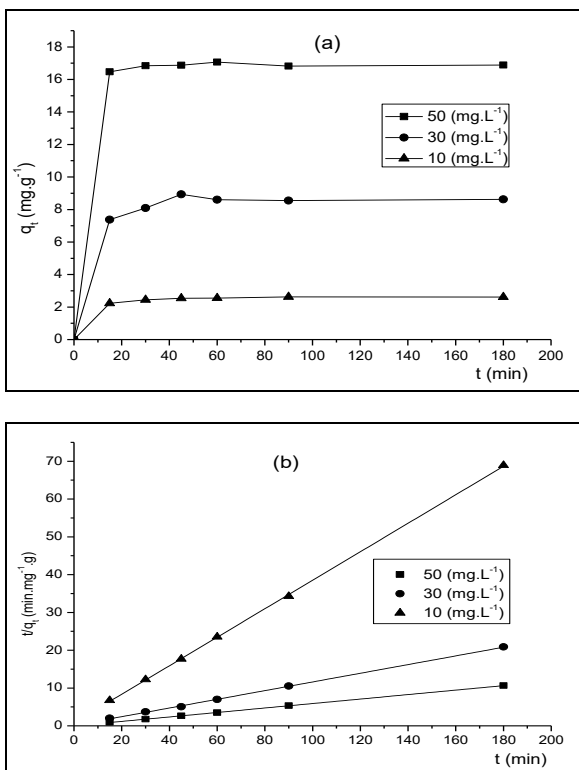 (a)
18
16
14
12
10
8
6
4
2
0
qₜ (mg.g⁻¹)
50 (mg.L⁻¹)
30 (mg.L⁻¹)
10 (mg.L⁻¹)
0 20 40 60 80 100 120 140 160 180 200
t (min)
(b)
70
60
50
40
30
20
10
0
t/qₜ (min.mg⁻¹.g)
50 (mg.L⁻¹)
30 (mg.L⁻¹)
10 (mg.L⁻¹)
0 20 40 60 80 100 120 140 160 180 200
t (min)